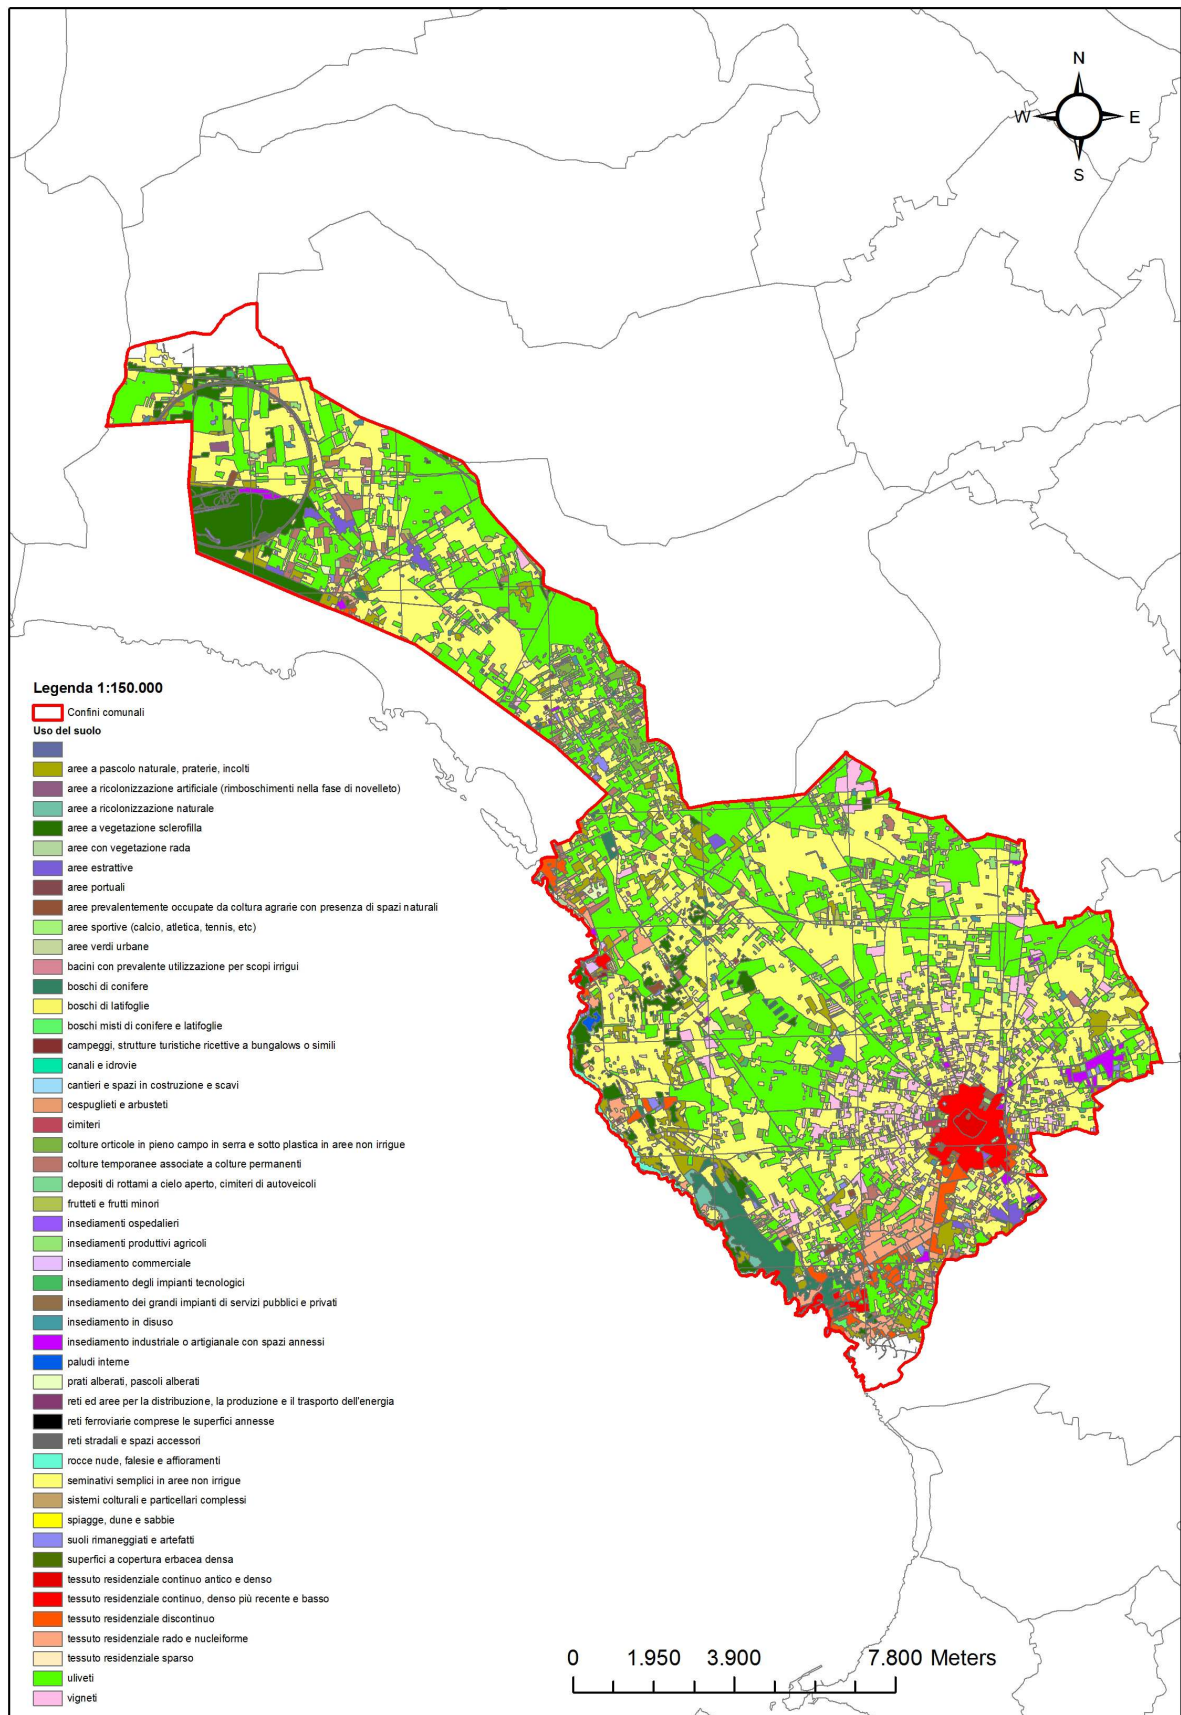 N
W E
S
Legenda 1:150.000
Confini comunali
Uso del suolo
aree a pascolo naturale, praterie, incolti
aree a ricolonizzazione artificiale (rimboschimenti nella fase di novelleto)
aree a ricolonizzazione naturale
aree a vegetazione sclerofilla
aree con vegetazione rada
aree estrattive
aree portuali
aree prevalentemente occupate da coltura agrarie con presenza di spazi naturali
aree sportive (calcio, atletica, tennis, etc)
aree verdi urbane
bacini con prevalente utilizzazione per scopi irrigui
boschi di conifere
boschi di latifoglie
boschi misti di conifere e latifoglie
campeggi, strutture turistiche ricettive a bungalows o simili
canali e idrovie
cantieri e spazi in costruzione e scavi
cespuglieti e arbusteti
cimiteri
colture orticole in pieno campo in serra e sotto plastica in aree non irrigue
colture temporanee associate a colture permanenti
depositi di rottami a cielo aperto, cimiteri di autoveicoli
frutteti e frutti minori
insediamenti ospedalieri
insediamenti produttivi agricoli
insediamento commerciale
insediamento degli impianti tecnologici
insediamento dei grandi impianti di servizi pubblici e privati
insediamento in disuso
insediamento industriale o artigianale con spazi annessi
paludi interne
prati alberati, pascoli alberati
reti ed aree per la distribuzione, la produzione e il trasporto dell'energia
reti ferroviarie comprese le superfici annesse
reti stradali e spazi accessori
rocce nude, falesie e affioramenti
seminativi semplici in aree non irrigue
sistemi colturali e particellari complessi
spiagge, dune e sabbie
suoli rimaneggiati e artefatti
superfici a copertura erbacea densa
tessuto residenziale continuo antico e denso
tessuto residenziale continuo, denso più recente e basso
tessuto residenziale discontinuo
tessuto residenziale rado e nucleiforme
tessuto residenziale sparso
uliveti
vigneti
0 1.950 3.900 7.800 Meters